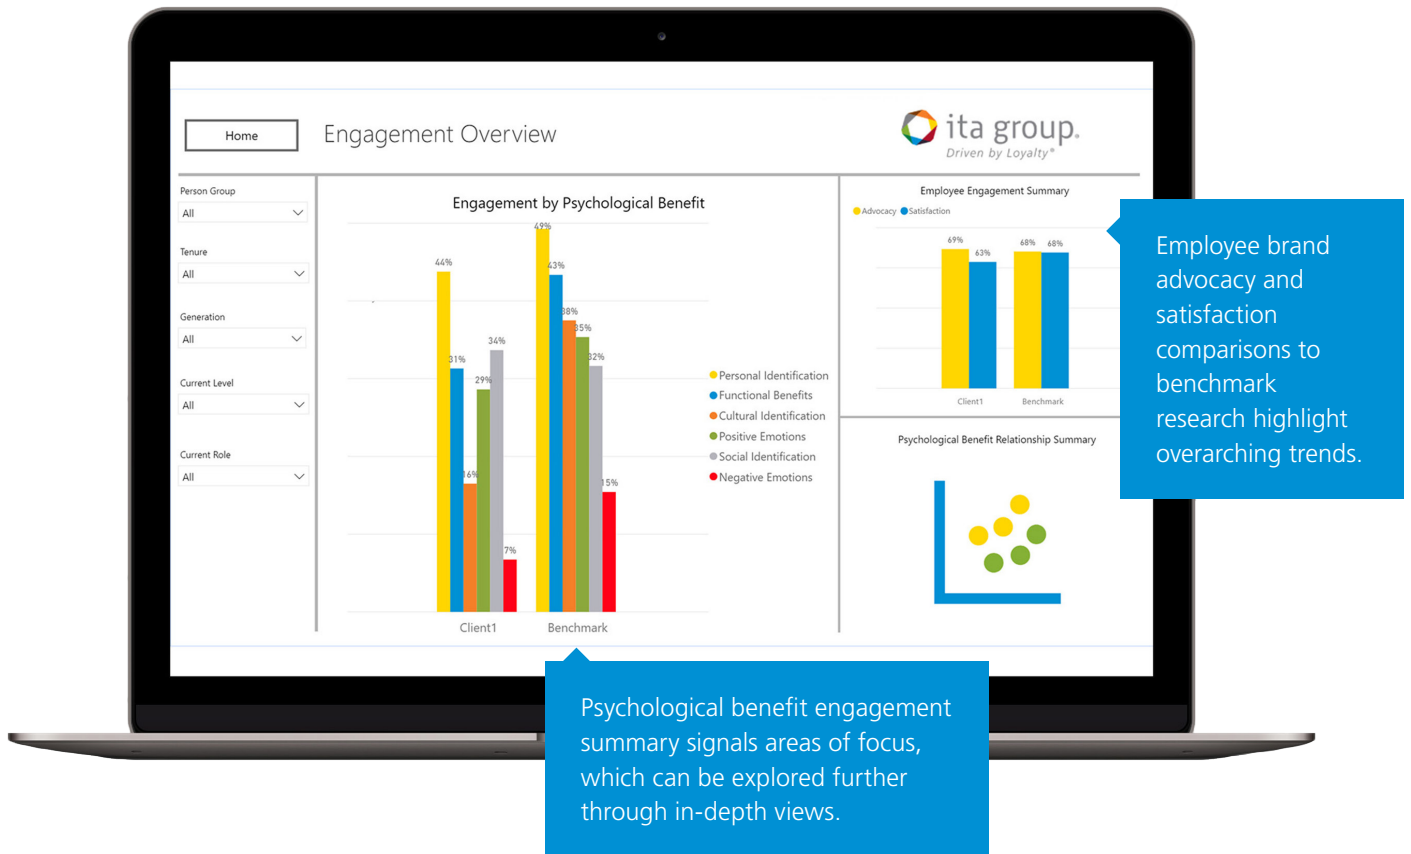 Home
Engagement Overview
ita group.
Driven by Loyalty®
Person Group
All
Tenure
All
Generation
All
Current Level
All
Current Role
All
Engagement by Psychological Benefit
44%
31%
16%
29%
34%
7%
49%
43%
38%
35%
32%
15%
Client1
Benchmark
Personal Identification
Functional Benefits
Cultural Identification
Positive Emotions
Social Identification
Negative Emotions
Employee Engagement Summary
Advocacy
Satisfaction
69%
63%
68%
68%
Client1
Benchmark
Psychological Benefit Relationship Summary
Employee brand
advocacy and
satisfaction
comparisons to
benchmark
research highlight
overarching trends.
Psychological benefit engagement
summary signals areas of focus,
which can be explored further
through in-depth views.